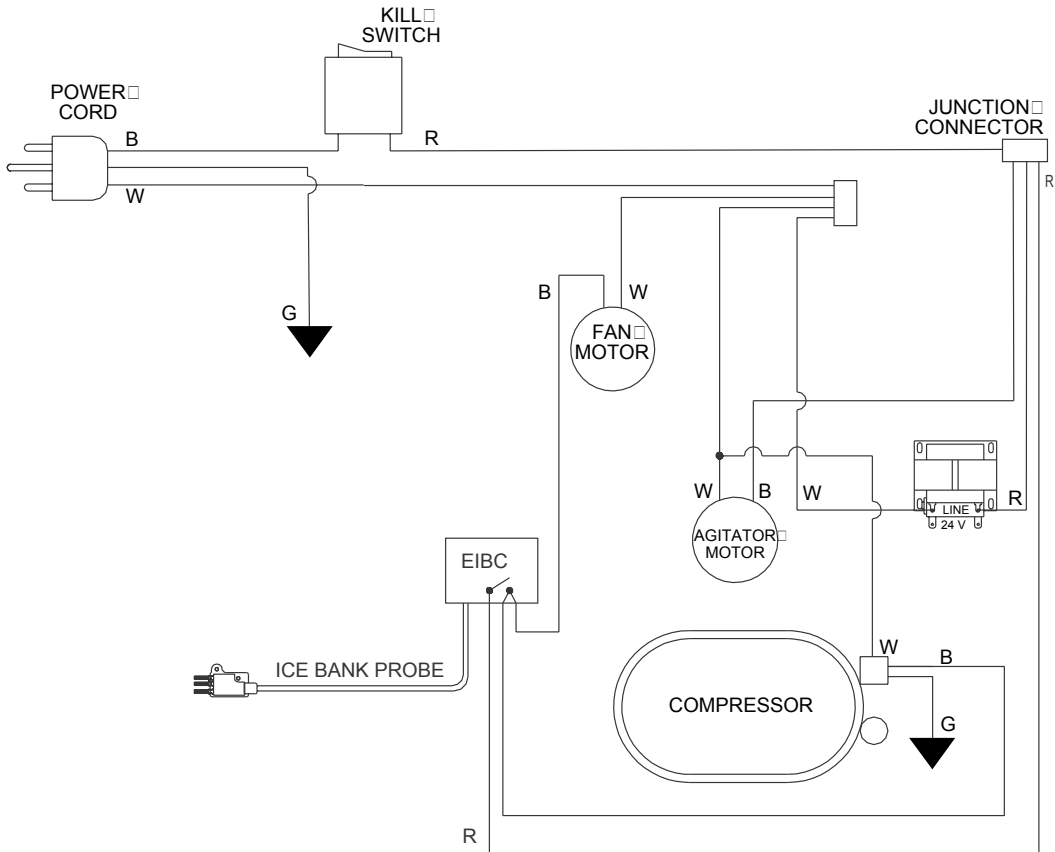 KILL□
SWITCH
POWER□
CORD
JUNCTION□
CONNECTOR
B
R
R
W
G
B
W
FAN□
MOTOR
W
B
W
R
LINE
24 V
AGITATOR□
MOTOR
EIBC
ICE BANK PROBE
W
B
COMPRESSOR
G
R